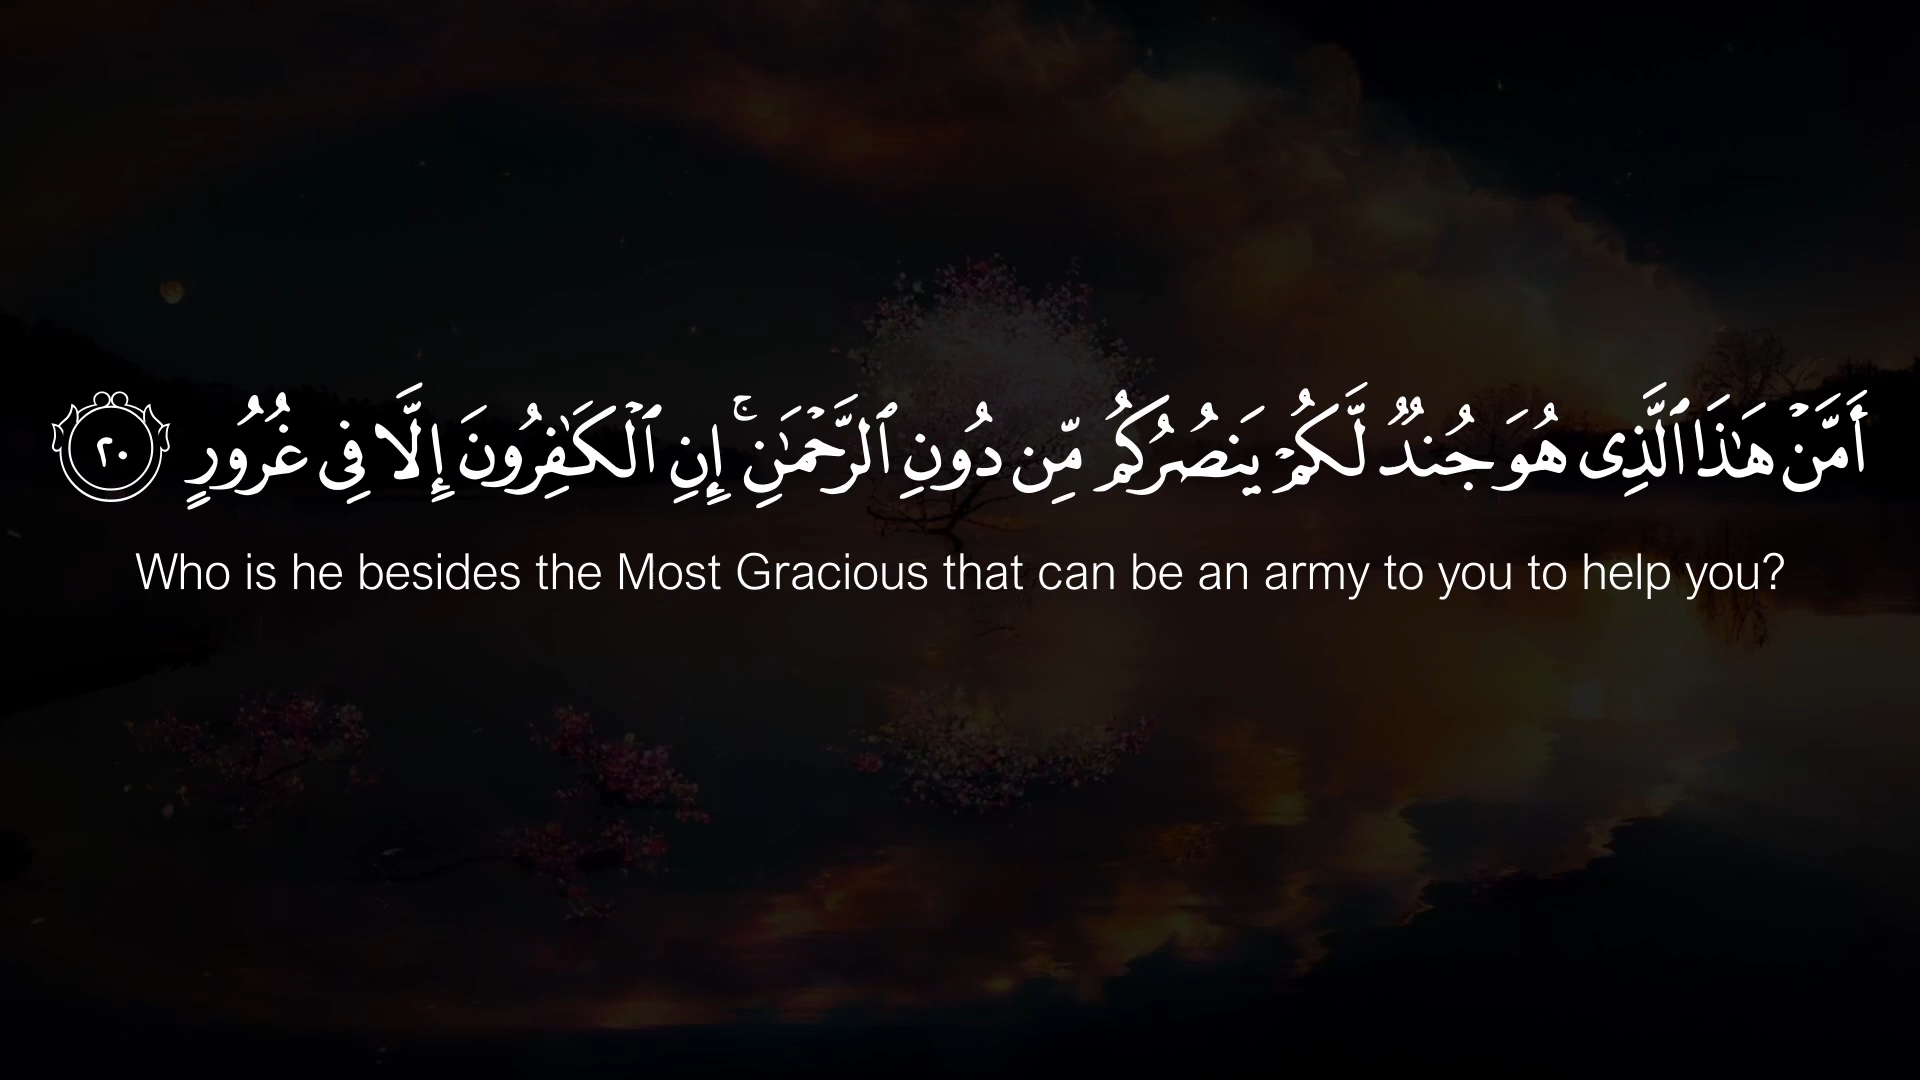 أَمَّنۡ هَٰذَا ٱلَّذِى هُوَ جُندٌ لَّكُمۡ يَنصُرُكُم مِّن دُونِ ٱلرَّحۡمَٰنِۚ إِنِ ٱلۡكَٰفِرُونَ إِلَّا فِى غُرُورٍ ٢٠
Who is he besides the Most Gracious that can be an army to you to help you?